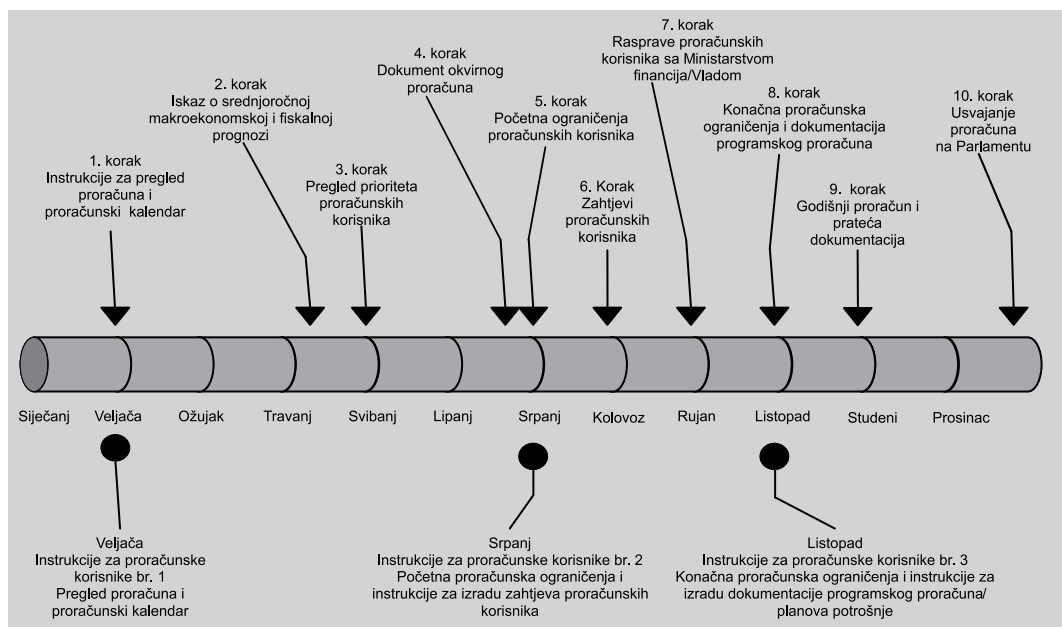 1. korak
Instrukcije za pregled
proračuna i
proračunski kalendar
2. korak
Iskaz o srednjoročnoj
makroekonomskoj i fiskalnoj
prognozi
3. korak
Pregled prioriteta
proračunskih
korisnika
4. korak
Dokument okvirnog
proračuna
5. korak
Početna ograničenja
proračunskih korisnika
6. Korak
Zahtjevi
proračunskih
korisnika
7. korak
Rasprave proračunskih
korisnika sa Ministarstvom
financija/Vladom
8. korak
Konačna proračunska
ograničenja i dokumentacija
programskog proračuna
9. korak
Godišnji proračun i
prateća
dokumentacija
10. korak
Usvajanje
proračuna
na Parlamentu
Siječanj Veljača Ožujak Travanj Svibanj Lipanj Srpanj Kolovoz Rujan Listopad Studeni Prosinac
Veljača
Instrukcije za proračunske
korisnike br. 1
Pregled proračuna i
proračunski kalendar
Srpanj
Instrukcije za proračunske korisnike br. 2
Početna proračunska ograničenja i
instrukcije za izradu zahtjeva proračunskih
korisnika
Listopad
Instrukcije za proračunske korisnike br. 3
Konačna proračunska ograničenja i instrukcije za
izradu dokumentacije programskog proračuna/
planova potrošnje